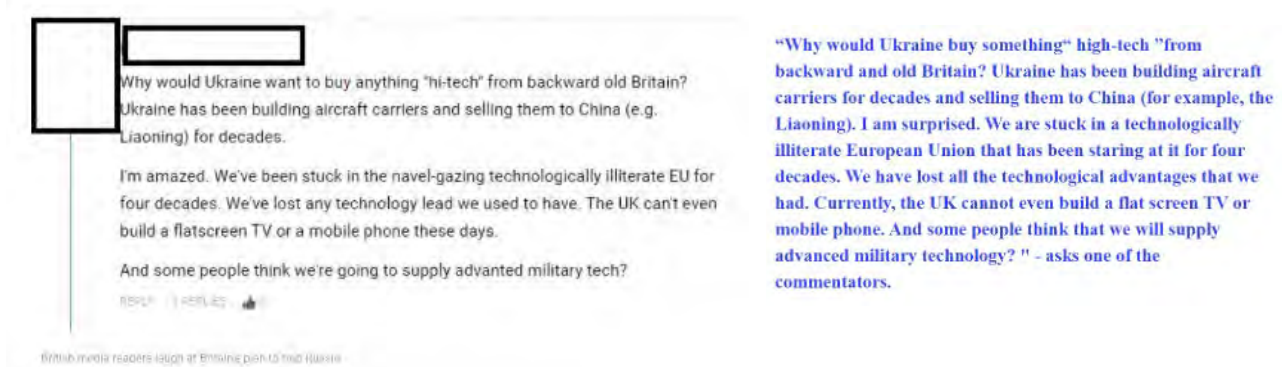 Why would Ukraine want to buy anything "hi-tech" from backward old Britain?
Ukraine has been building aircraft carriers and selling them to China (e.g.
Liaoning) for decades.
I'm amazed. We've been stuck in the navel-gazing technologically illiterate EU for
four decades. We've lost any technology lead we used to have. The UK can't even
build a flatscreen TV or a mobile phone these days.
And some people think we're going to supply advanted military tech?
REPLY REPLIES
British media readers laugh at Britains plan to
“Why would Ukraine buy something“ high-tech ”from
backward and old Britain? Ukraine has been building aircraft
carriers for decades and selling them to China (for example, the
Liaoning). I am surprised. We are stuck in a technologically
illiterate European Union that has been staring at it for four
decades. We have lost all the technological advantages that we
had. Currently, the UK cannot even build a flat screen TV or
mobile phone. And some people think that we will supply
advanced military technology? " - asks one of the
commentators.